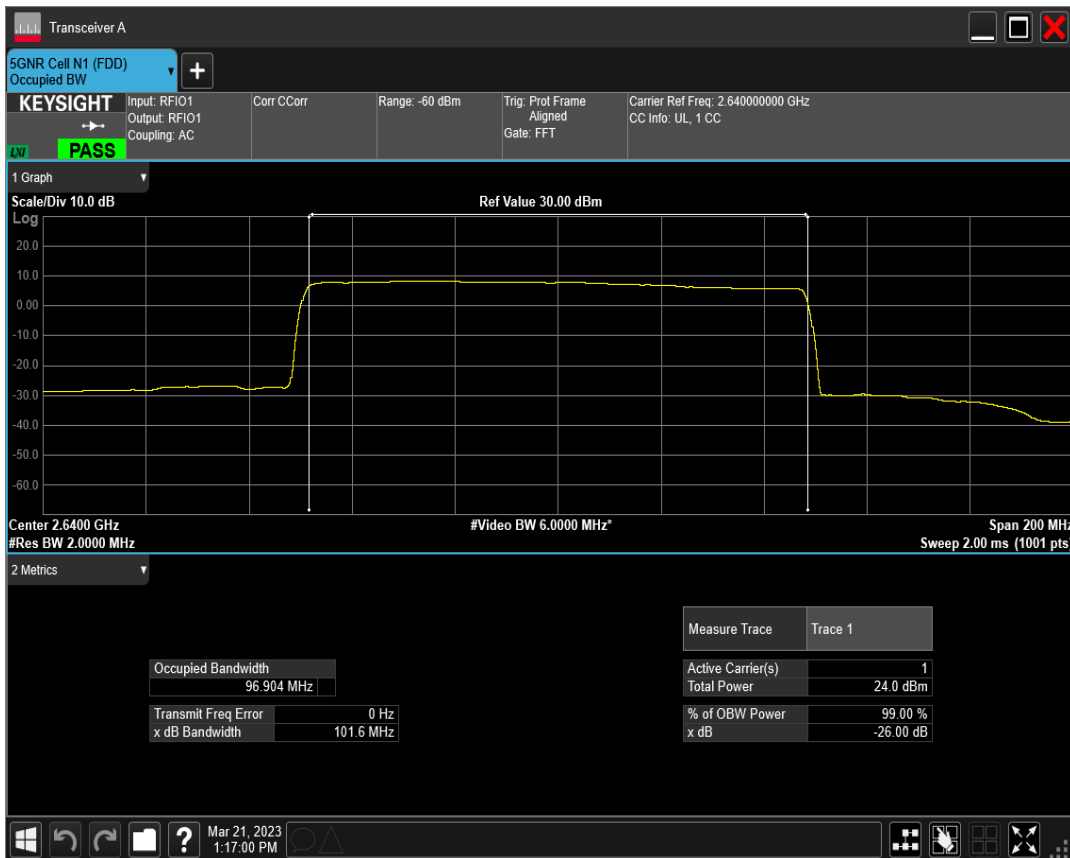 Transceiver A
5GNR Cell N1 (FDD)
Occupied BW
+
KEYSIGHT
LXI
PASS
Input: RFIO1
Output: RFIO1
Coupling: AC
Corr CCorr
Range: -60 dBm
Trig: Prot Frame
Aligned
Gate: FFT
Carrier Ref Freq: 2.640000000 GHz
CC Info: UL, 1 CC
1 Graph
Scale/Div 10.0 dB
Ref Value 30.00 dBm
Log
20.0
10.0
0.00
-10.0
-20.0
-30.0
-40.0
-50.0
-60.0
Center 2.6400 GHz
#Video BW 6.0000 MHz*
Span 200 MHz
#Res BW 2.0000 MHz
Sweep 2.00 ms (1001 pts)
2 Metrics
Measure Trace Trace 1
Occupied Bandwidth
96.904 MHz
Active Carrier(s) 1
Total Power 24.0 dBm
Transmit Freq Error 0 Hz
x dB Bandwidth 101.6 MHz
% of OBW Power 99.00 %
x dB -26.00 dB
?
Mar 21, 2023
1:17:00 PM